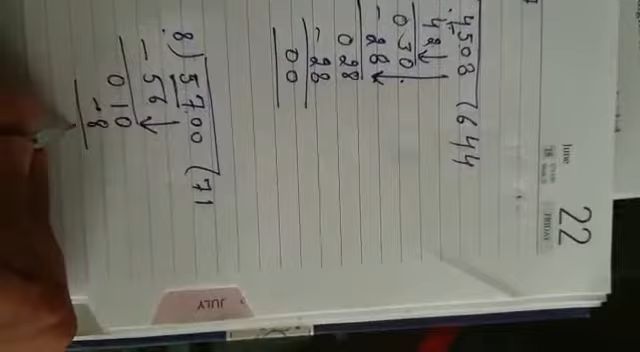 June
22
FRIDAY
4508 (644
42↓
030.
- 28↓
028
- 28
00
8) 5700 (71
- 56↓
010
- 8
JULY